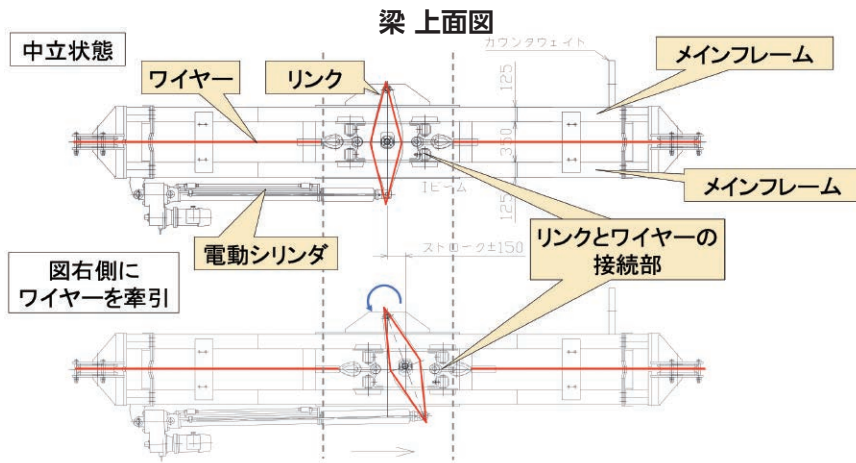 梁 上面図
中立状態
ワイヤー
リンク
カウンタウェイト
メインフレーム
125
350
125
Iビーム
メインフレーム
電動シリンダ
リンクとワイヤーの
接続部
ストローク±150
図右側に
ワイヤーを牽引